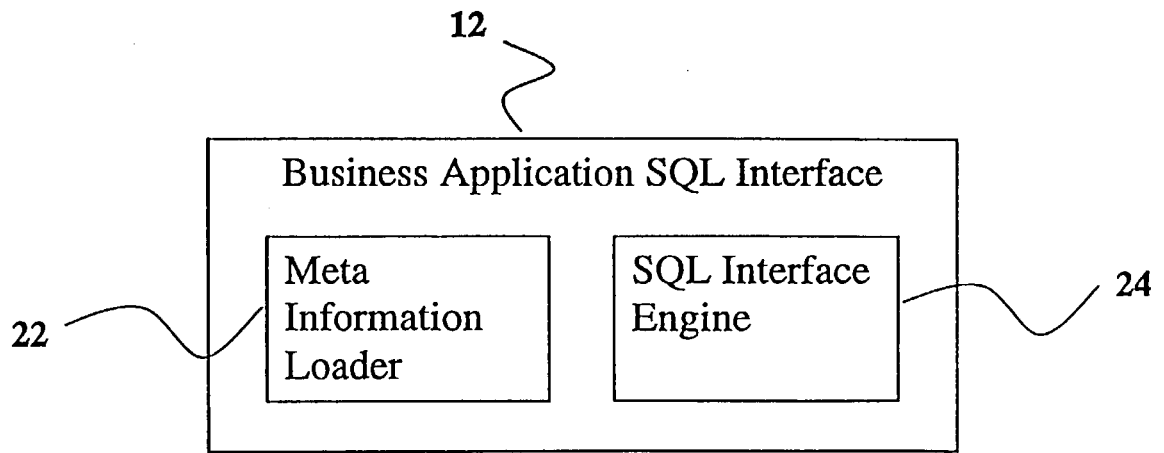 12
Business Application SQL Interface
Meta
Information
Loader
SQL Interface
Engine
22
24